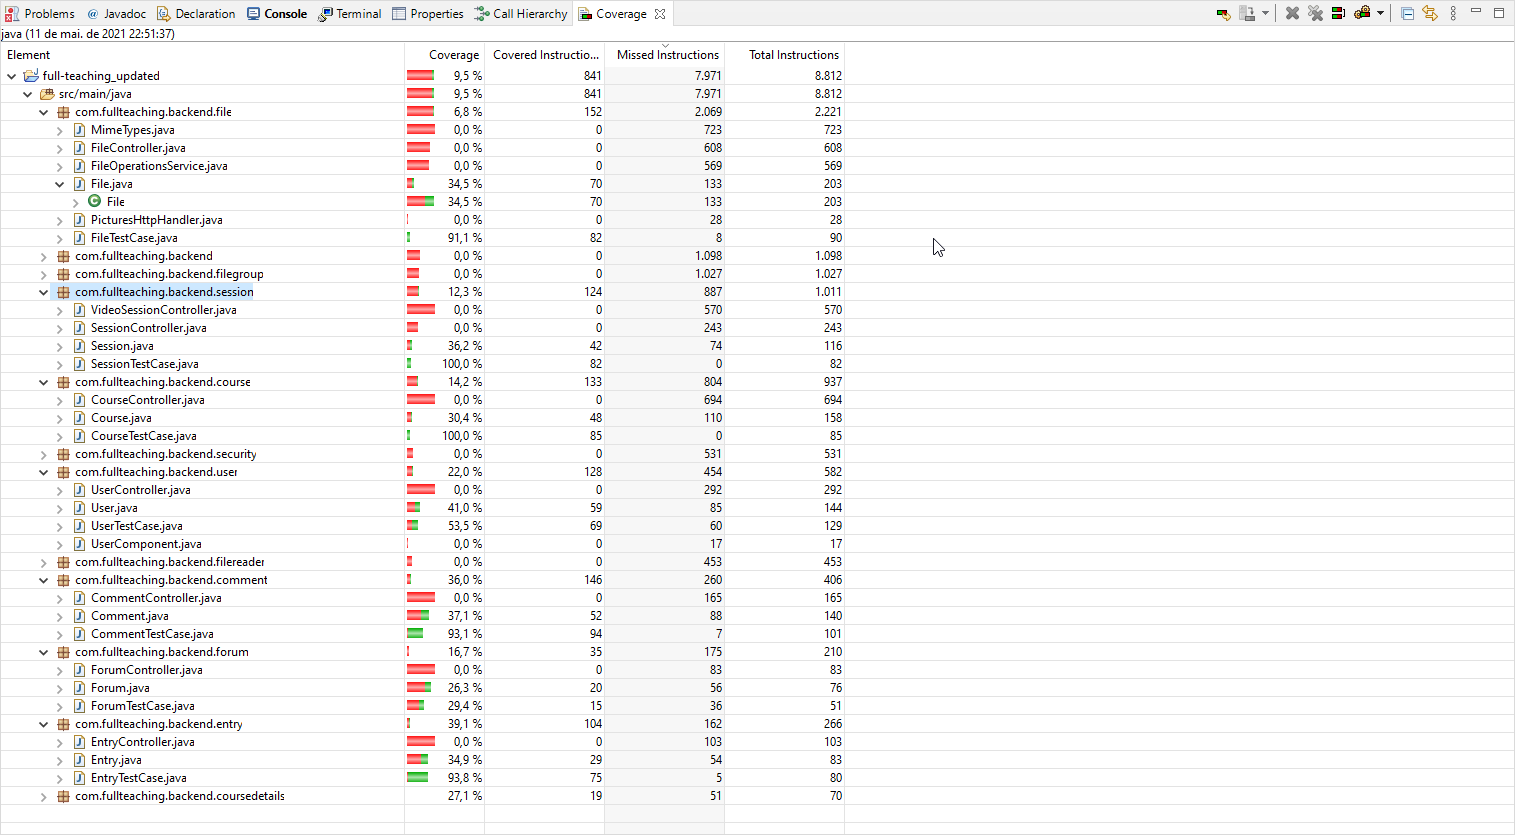 Problems @ Javadoc Declaration Console Terminal Properties Call Hierarchy Coverage
java (11 de mai. de 2021 22:51:37)
Element Coverage Covered Instructio... Missed Instructions Total Instructions
full-teaching_updated 9,5 % 841 7.971 8.812
src/main/java 9,5 % 841 7.971 8.812
com.fullteaching.backend.file 6,8 % 152 2.069 2.221
MimeTypes.java 0,0 % 0 723 723
FileController.java 0,0 % 0 608 608
FileOperationsService.java 0,0 % 0 569 569
File.java 34,5 % 70 133 203
File 34,5 % 70 133 203
PicturesHttpHandler.java 0,0 % 0 28 28
FileTestCase.java 91,1 % 82 8 90
com.fullteaching.backend 0,0 % 0 1.098 1.098
com.fullteaching.backend.filegroup 0,0 % 0 1.027 1.027
com.fullteaching.backend.session 12,3 % 124 887 1.011
VideoSessionController.java 0,0 % 0 570 570
SessionController.java 0,0 % 0 243 243
Session.java 36,2 % 42 74 116
SessionTestCase.java 100,0 % 82 0 82
com.fullteaching.backend.course 14,2 % 133 804 937
CourseController.java 0,0 % 0 694 694
Course.java 30,4 % 48 110 158
CourseTestCase.java 100,0 % 85 0 85
com.fullteaching.backend.security 0,0 % 0 531 531
com.fullteaching.backend.user 22,0 % 128 454 582
UserController.java 0,0 % 0 292 292
User.java 41,0 % 59 85 144
UserTestCase.java 53,5 % 69 60 129
UserComponent.java 0,0 % 0 17 17
com.fullteaching.backend.filereader 0,0 % 0 453 453
com.fullteaching.backend.comment 36,0 % 146 260 406
CommentController.java 0,0 % 0 165 165
Comment.java 37,1 % 52 88 140
CommentTestCase.java 93,1 % 94 7 101
com.fullteaching.backend.forum 16,7 % 35 175 210
ForumController.java 0,0 % 0 83 83
Forum.java 26,3 % 20 56 76
ForumTestCase.java 29,4 % 15 36 51
com.fullteaching.backend.entry 39,1 % 104 162 266
EntryController.java 0,0 % 0 103 103
Entry.java 34,9 % 29 54 83
EntryTestCase.java 93,8 % 75 5 80
com.fullteaching.backend.coursedetails 27,1 % 19 51 70